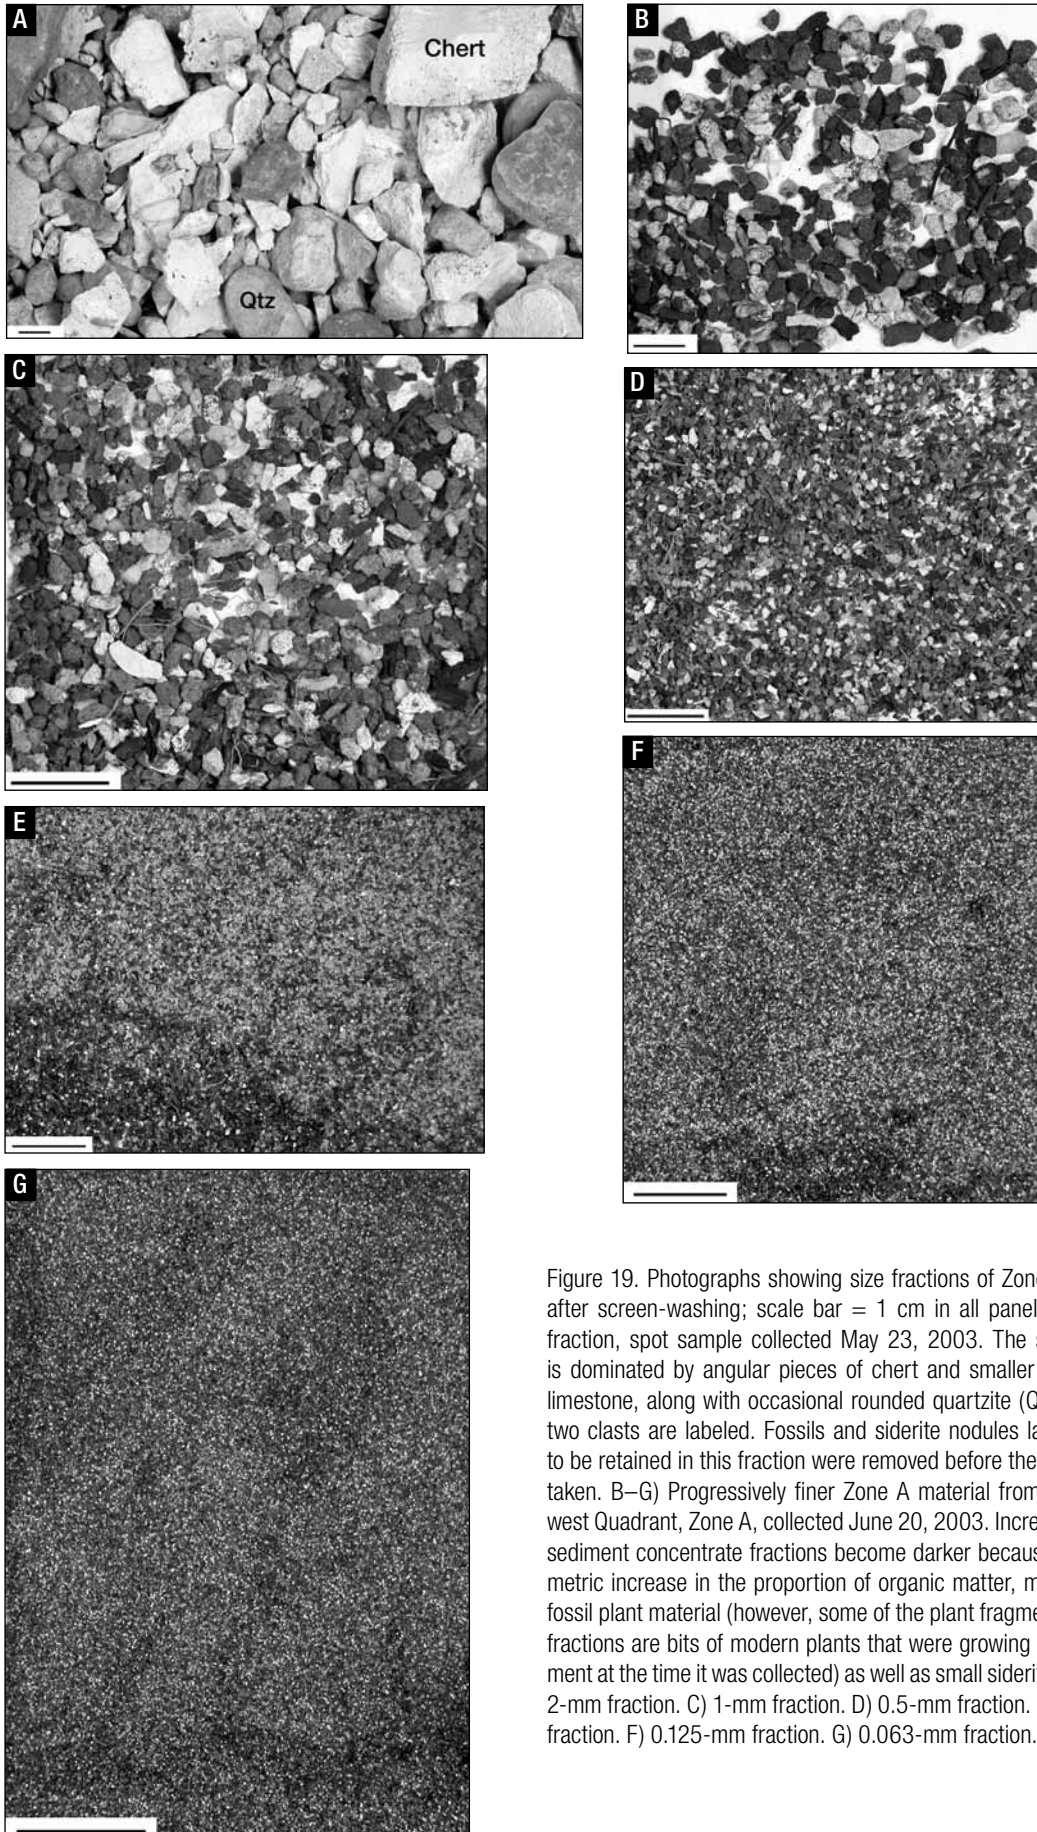 A
Chert
Qtz
B
C
D
E
F
G
Figure 19. Photographs showing size fractions of Zone
after screen-washing; scale bar = 1 cm in all panel
fraction, spot sample collected May 23, 2003. The
is dominated by angular pieces of chert and smaller
limestone, along with occasional rounded quartzite (Q
two clasts are labeled. Fossils and siderite nodules la
to be retained in this fraction were removed before the
taken. B–G) Progressively finer Zone A material from
west Quadrant, Zone A, collected June 20, 2003. Incre
sediment concentrate fractions become darker becaus
metric increase in the proportion of organic matter, m
fossil plant material (however, some of the plant fragme
fractions are bits of modern plants that were growing
ment at the time it was collected) as well as small siderit
2-mm fraction. C) 1-mm fraction. D) 0.5-mm fraction.
fraction. F) 0.125-mm fraction. G) 0.063-mm fraction.